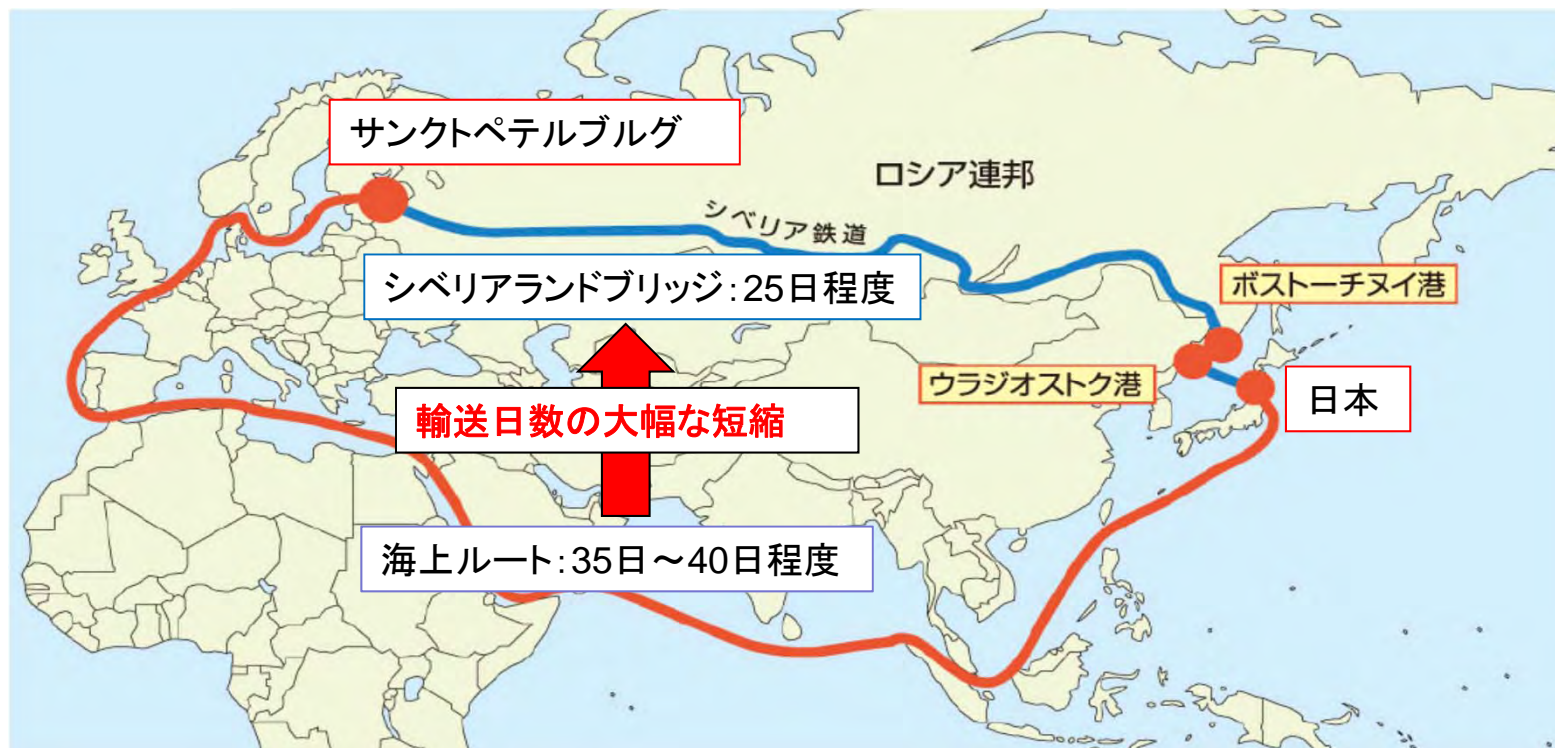 サンクトペテルブルグ
ロシア連邦
シベリア鉄道
シベリアランドブリッジ：25日程度
ボストーチヌイ港
ウラジオストク港
日本
輸送日数の大幅な短縮
海上ルート：35日～40日程度